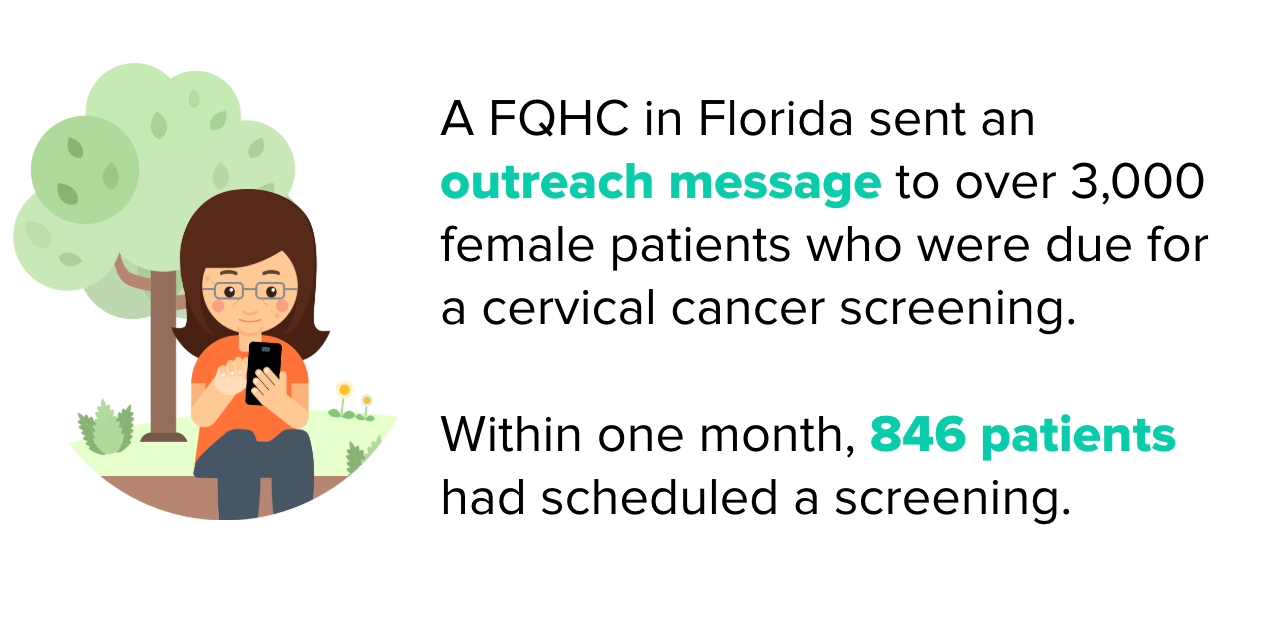 A FQHC in Florida sent an
outreach message to over 3,000
female patients who were due for
a cervical cancer screening.
Within one month, 846 patients
had scheduled a screening.